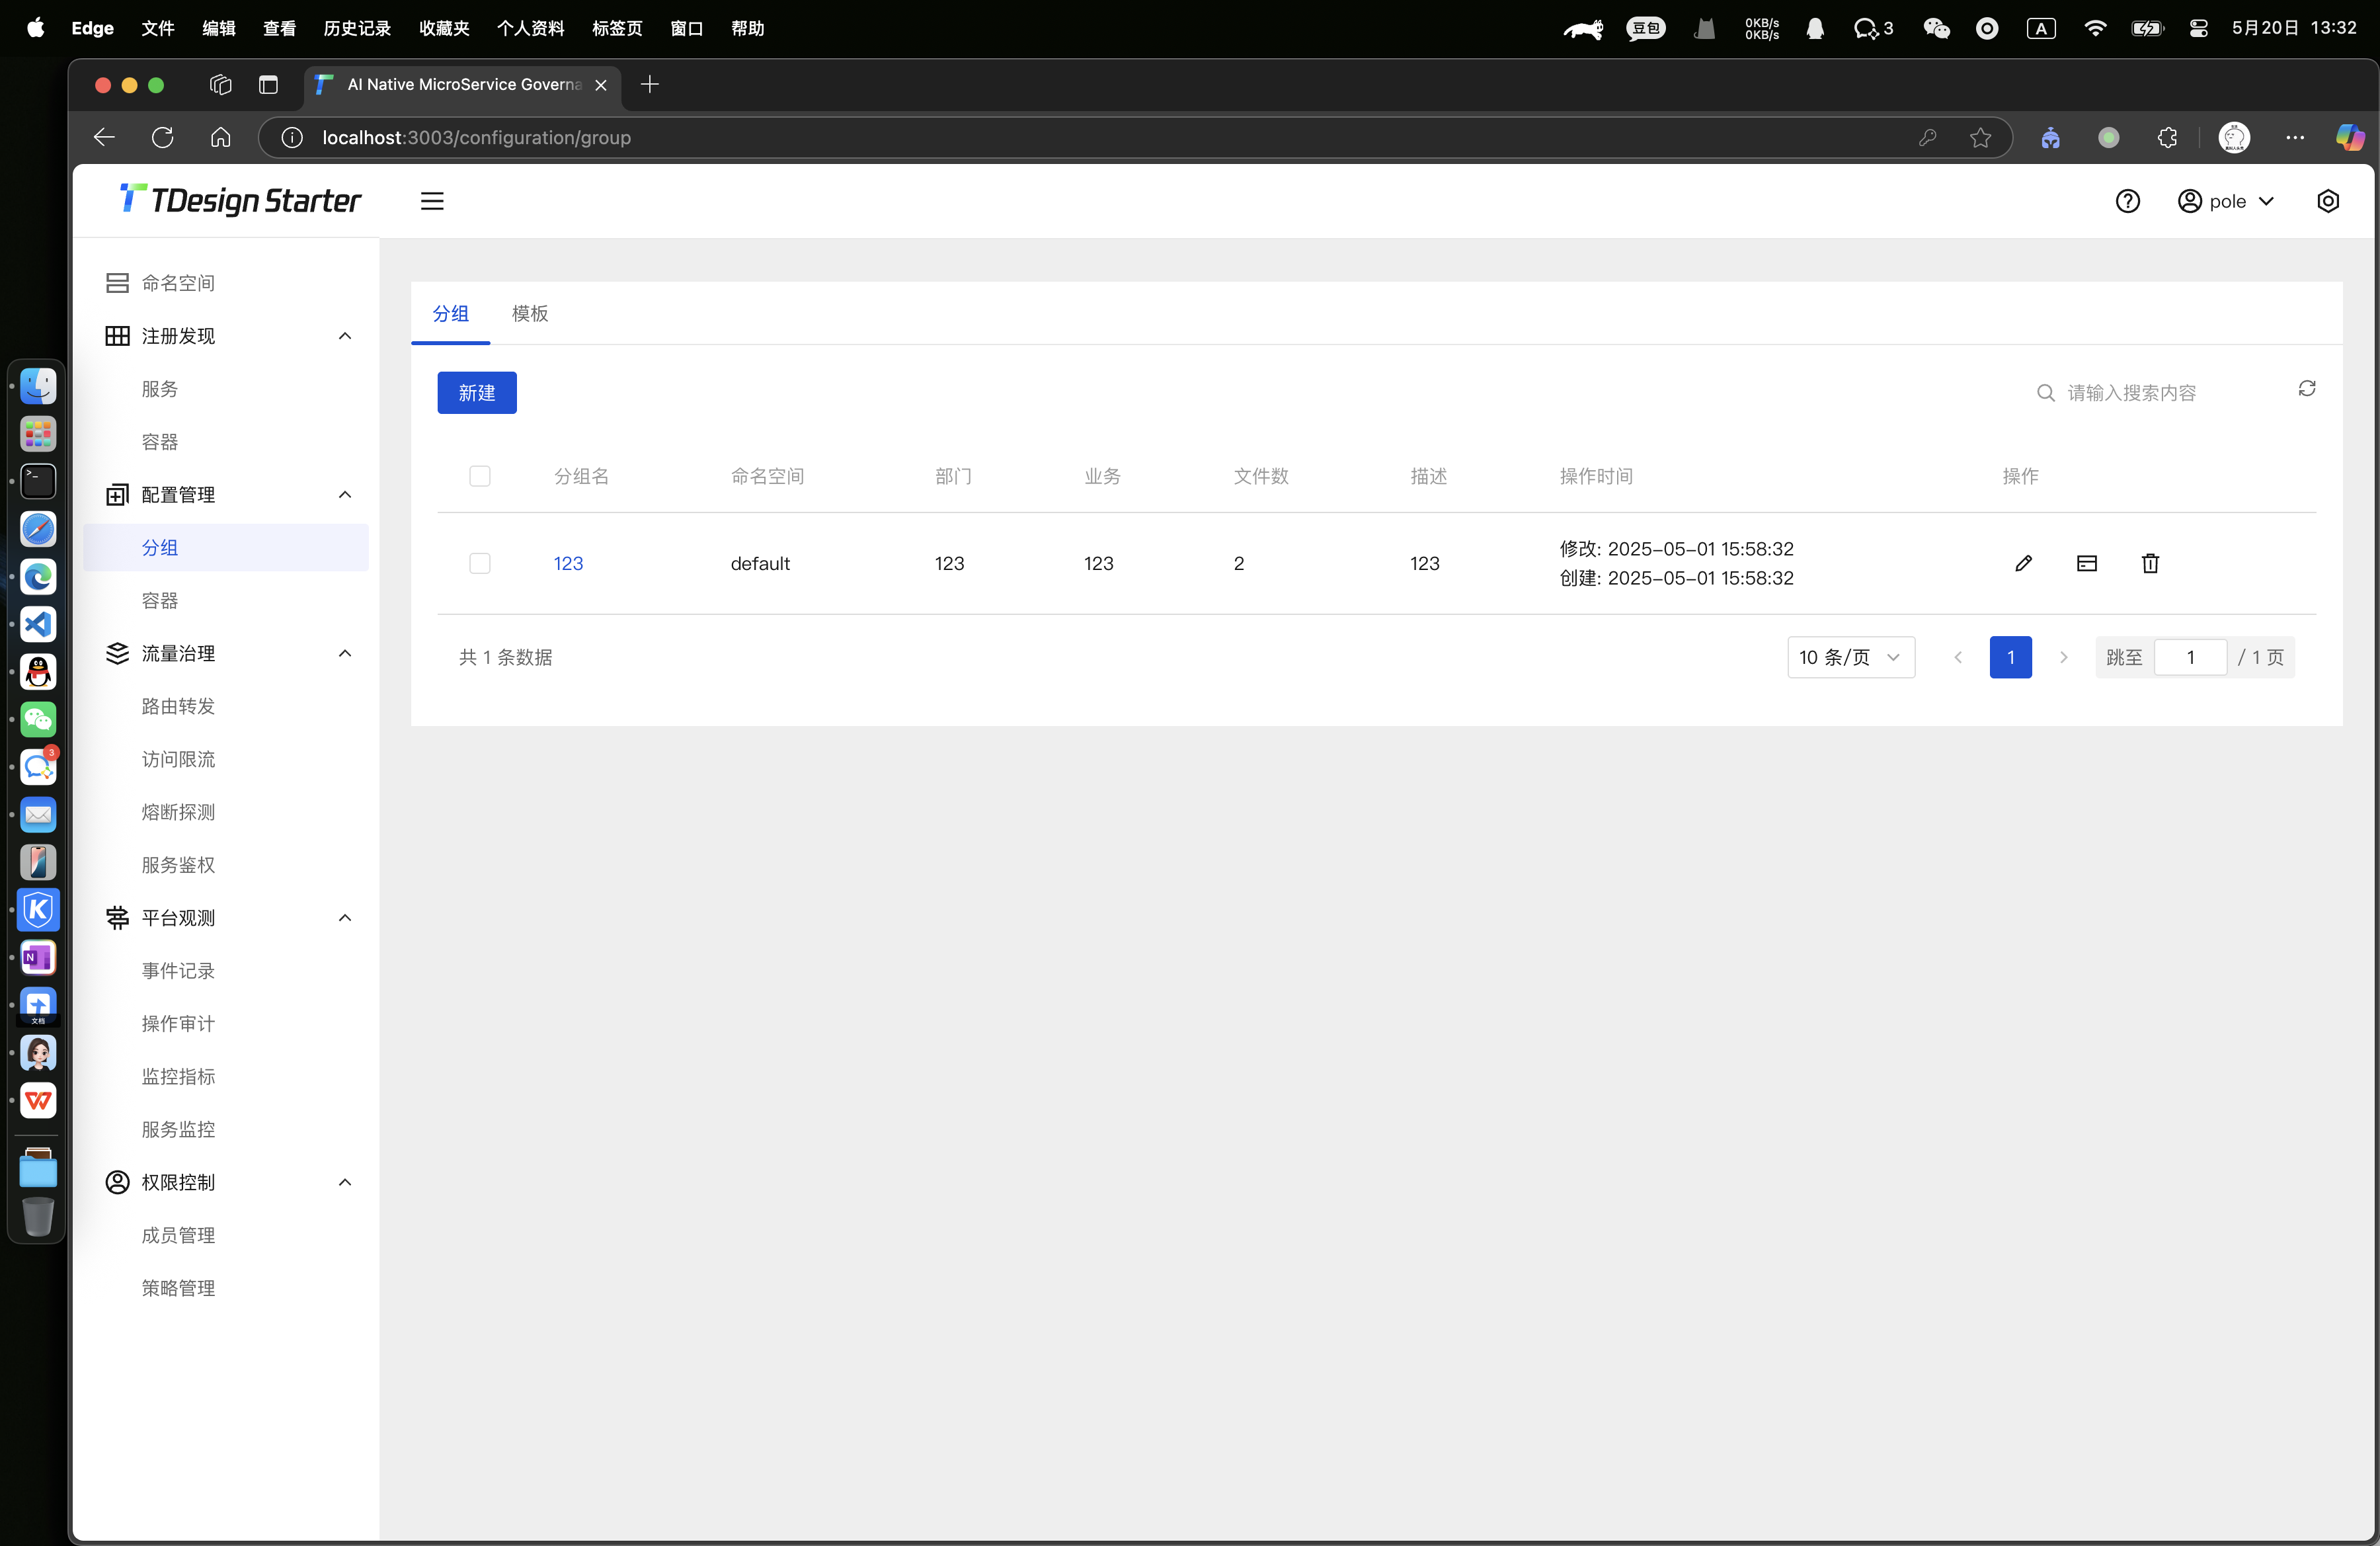 Edge 文件 编辑 查看 历史记录 收藏夹 个人资料 标签页 窗口 帮助 豆包 0KB/s 3 A 5月20日 13:32
0KB/s
AI Native MicroService Governa
localhost:3003/configuration/group
TDesign Starter
pole
命名空间
注册发现
服务
容器
配置管理
分组
容器
流量治理
路由转发
访问限流
熔断探测
服务鉴权
平台观测
事件记录
操作审计
监控指标
服务监控
权限控制
成员管理
策略管理
分组 模板
新建 请输入搜索内容
分组名 命名空间 部门 业务 文件数 描述 操作时间 操作
123 default 123 123 2 123 修改: 2025-05-01 15:58:32
创建: 2025-05-01 15:58:32
共 1 条数据 10 条/页 1 跳至 1 / 1 页
3
K
N
文档